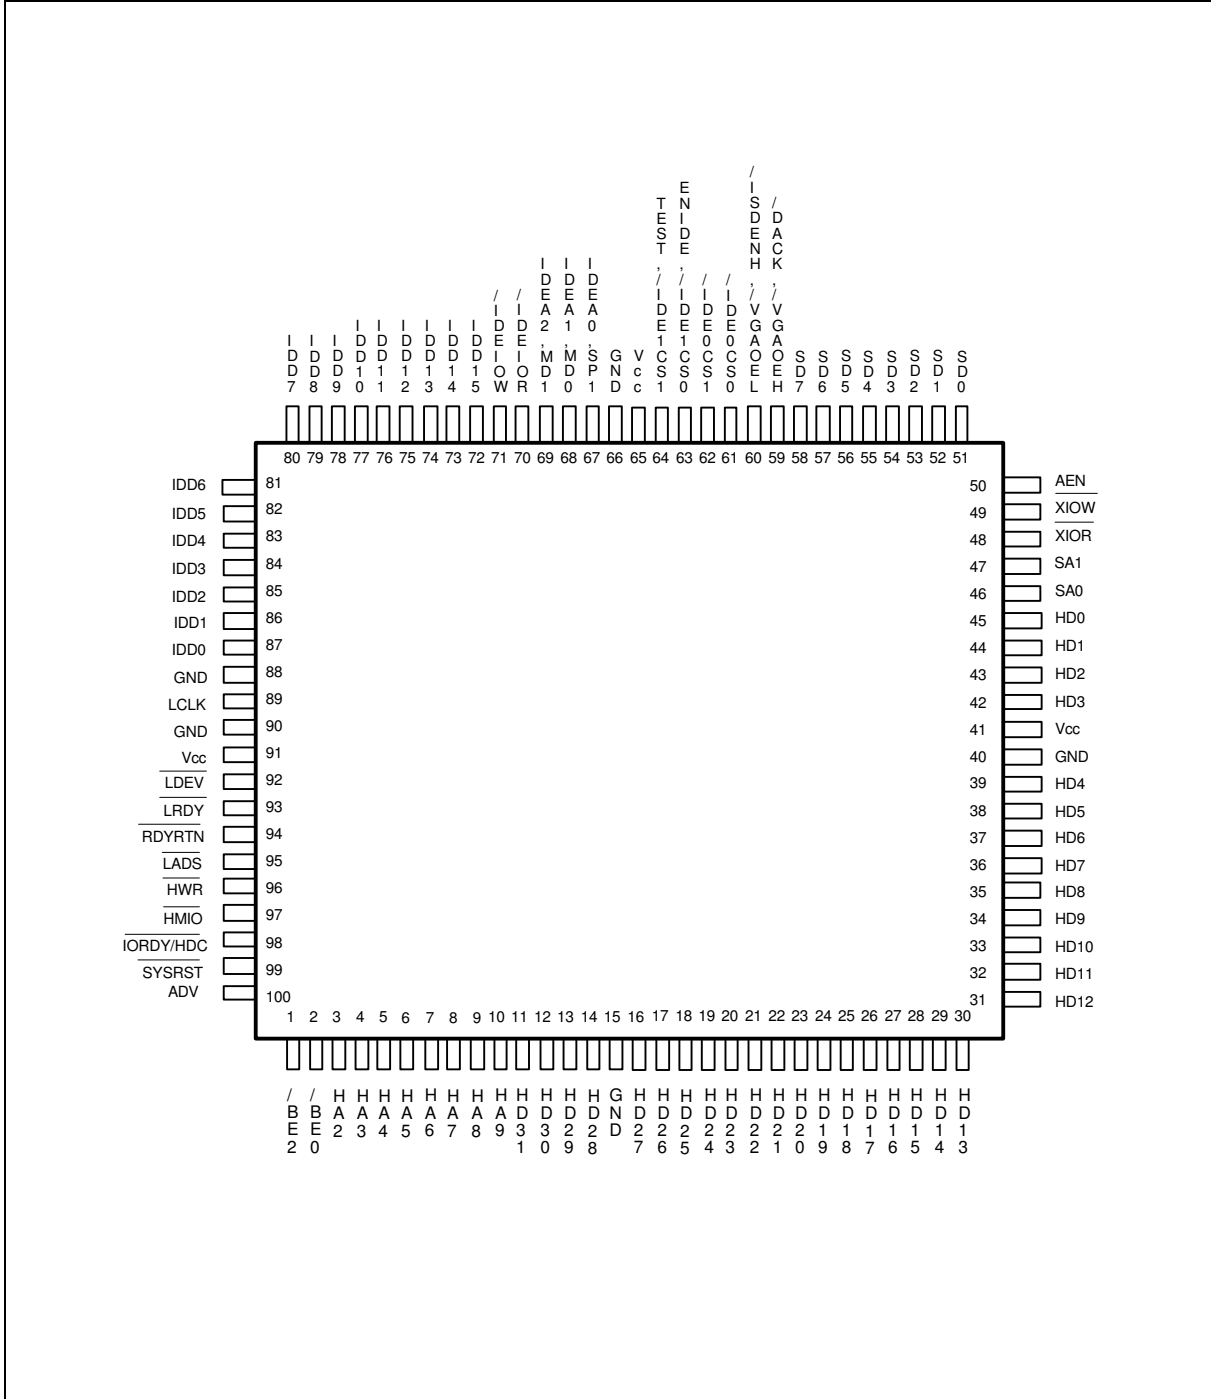 IDD7
IDD8
IDD9
IDD10
IDD11
IDD12
IDD13
IDD14
IDD15
/IDEIOW
/IDEIOR
IDEA2,MD1
IDEA1,MD0
IDEA0,SP1
GND
Vcc
TEST,/IDE1CS1
ENIDE,/IDE1CS0
/IDE0CS1
/IDE0CS0
/ISDENH,/VGAOEL
/DACK,/VGAOEH
SD7
SD6
SD5
SD4
SD3
SD2
SD1
SD0
80 79 78 77 76 75 74 73 72 71 70 69 68 67 66 65 64 63 62 61 60 59 58 57 56 55 54 53 52 51
IDD6 81
IDD5 82
IDD4 83
IDD3 84
IDD2 85
IDD1 86
IDD0 87
GND 88
LCLK 89
GND 90
Vcc 91
LDEV 92
LRDY 93
RDYRTN 94
LADS 95
HWR 96
HMIO 97
IORDY/HDC 98
SYSRST 99
ADV 100
50 AEN
49 XIOW
48 XIOR
47 SA1
46 SA0
45 HD0
44 HD1
43 HD2
42 HD3
41 Vcc
40 GND
39 HD4
38 HD5
37 HD6
36 HD7
35 HD8
34 HD9
33 HD10
32 HD11
31 HD12
1 2 3 4 5 6 7 8 9 10 11 12 13 14 15 16 17 18 19 20 21 22 23 24 25 26 27 28 29 30
/BE2
/BE0
HA2
HA3
HA4
HA5
HA6
HA7
HA8
HA9
HD31
HD30
HD29
HD28
GND
HD27
HD26
HD25
HD24
HD23
HD22
HD21
HD20
HD19
HD18
HD17
HD16
HD15
HD14
HD13